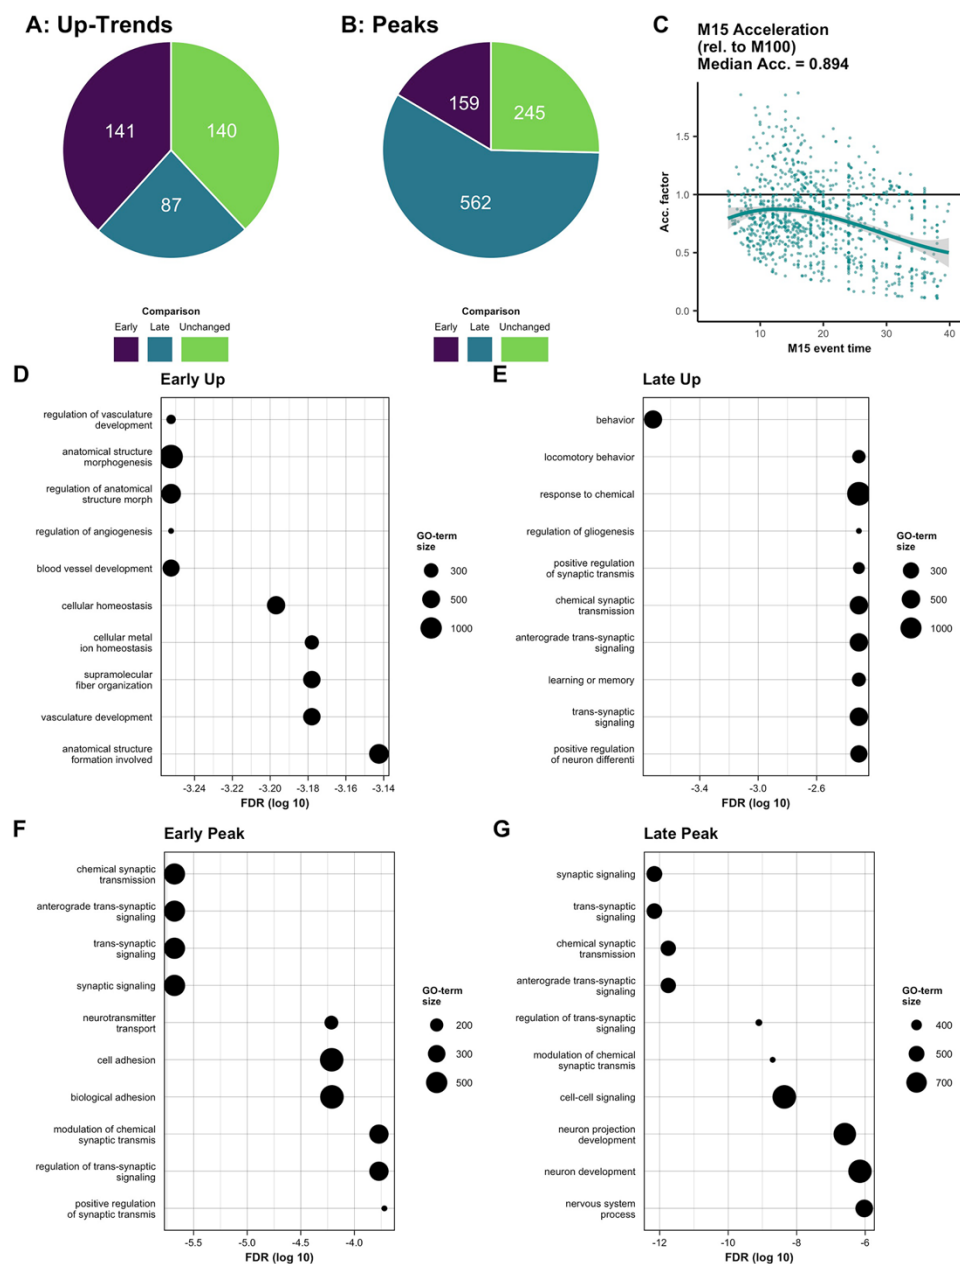 A: Up-Trends
141
140
87
Comparison
Early Late Unchanged
B: Peaks
159
245
562
Comparison
Early Late Unchanged
C
M15 Acceleration
(rel. to M100)
Median Acc. = 0.894
Acc. factor
1.5
1.0
0.5
0.0
10 20 30 40
M15 event time
D
Early Up
regulation of vasculature
development
anatomical structure
morphogenesis
regulation of anatomical
structure morph
regulation of angiogenesis
blood vessel development
cellular homeostasis
cellular metal
ion homeostasis
supramolecular
fiber organization
vasculature development
anatomical structure
formation involved
-3.24 -3.22 -3.20 -3.18 -3.16 -3.14
FDR (log 10)
GO-term
size
300
500
1000
E
Late Up
behavior
locomotory behavior
response to chemical
regulation of gliogenesis
positive regulation
of synaptic transmis
chemical synaptic
transmission
anterograde trans-synaptic
signaling
learning or memory
trans-synaptic
signaling
positive regulation
of neuron differenti
-3.4 -3.0 -2.6
FDR (log 10)
GO-term
size
300
500
1000
F
Early Peak
chemical synaptic
transmission
anterograde trans-synaptic
signaling
trans-synaptic
signaling
synaptic signaling
neurotransmitter
transport
cell adhesion
biological adhesion
modulation of chemical
synaptic transmis
regulation of trans-synaptic
signaling
positive regulation
of synaptic transmis
-5.5 -5.0 -4.5 -4.0
FDR (log 10)
GO-term
size
200
300
500
G
Late Peak
synaptic signaling
trans-synaptic
signaling
chemical synaptic
transmission
anterograde trans-synaptic
signaling
regulation of trans-synaptic
signaling
modulation of chemical
synaptic transmis
cell-cell signaling
neuron projection
development
neuron development
nervous system
process
-12 -10 -8 -6
FDR (log 10)
GO-term
size
400
500
700